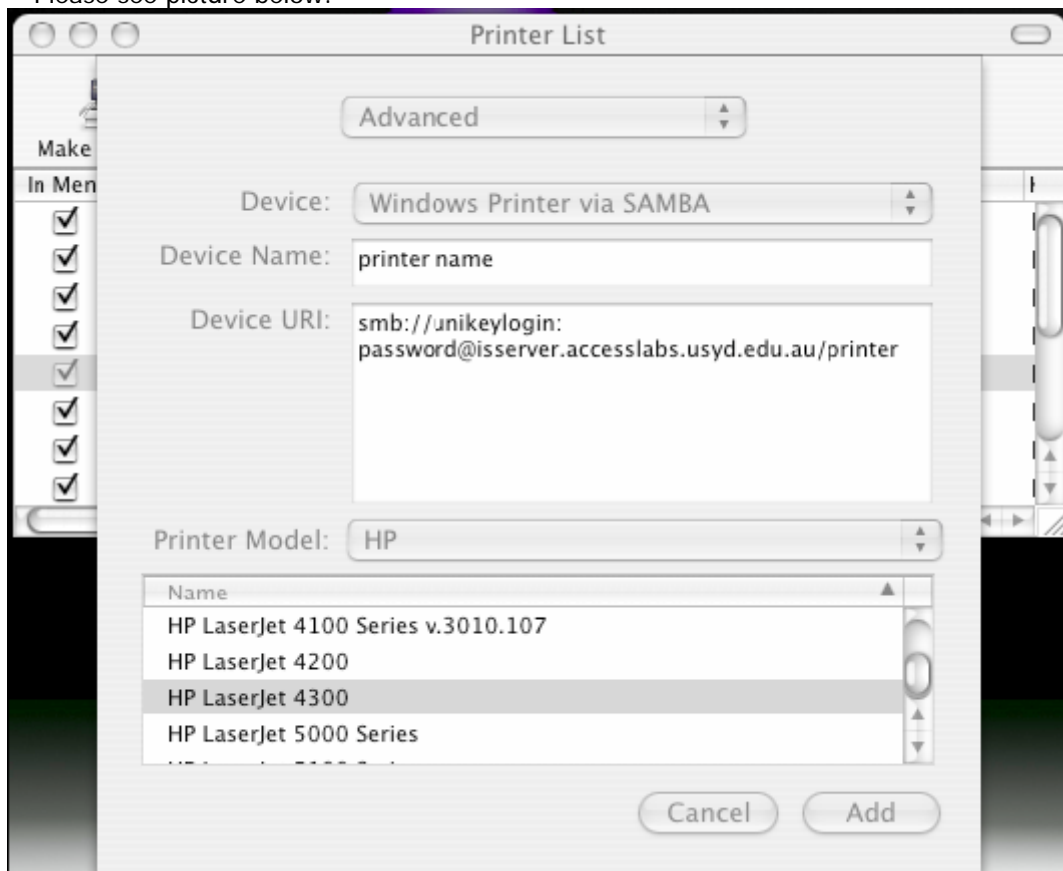 Please see picture below:
Printer List
Advanced
Make
In Men
Device: Windows Printer via SAMBA
Device Name: printer name
Device URI: smb://unikeylogin:
password@isserver.accesslabs.usyd.edu.au/printer
Printer Model: HP
Name
HP LaserJet 4100 Series v.3010.107
HP LaserJet 4200
HP LaserJet 4300
HP LaserJet 5000 Series
Cancel Add